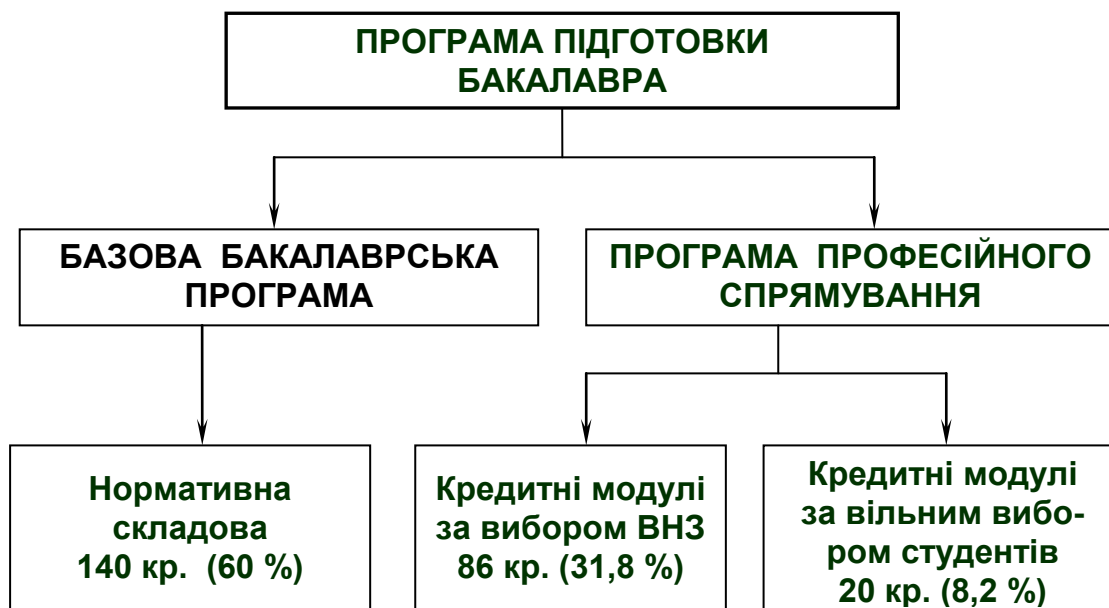 ПРОГРАМА ПІДГОТОВКИ
БАКАЛАВРА
БАЗОВА БАКАЛАВРСЬКА
ПРОГРАМА
ПРОГРАМА ПРОФЕСІЙНОГО
СПРЯМУВАННЯ
Нормативна
складова
140 кр. (60 %)
Кредитні модулі
за вибором ВНЗ
86 кр. (31,8 %)
Кредитні модулі
за вільним вибо-
ром студентів
20 кр. (8,2 %)